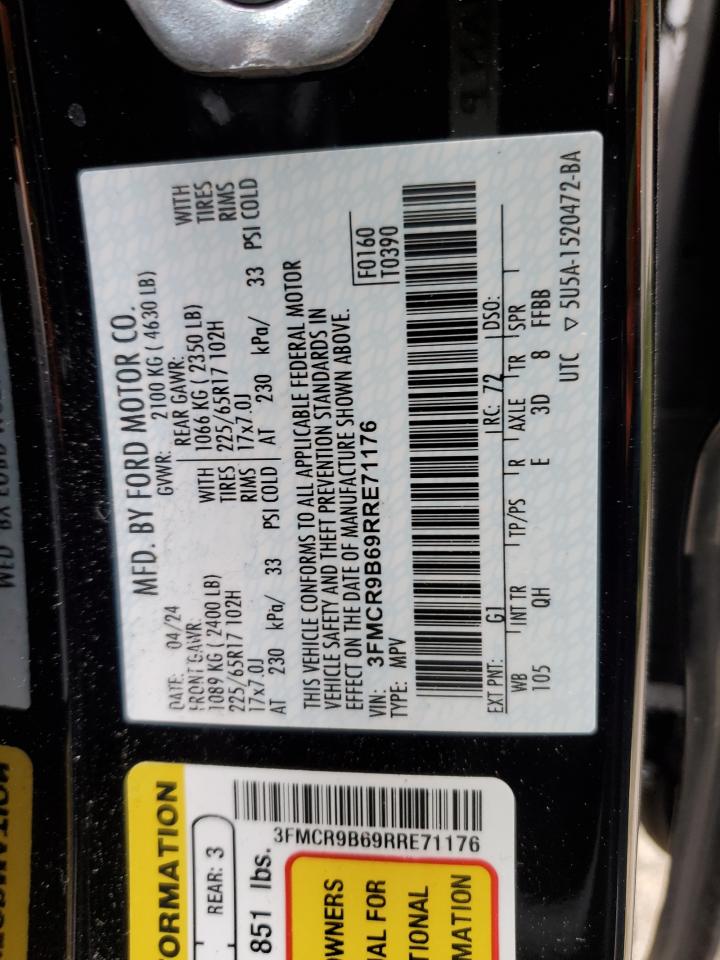 MFD. BY FORD MOTOR CO.
DATE: 04/24 GVWR: 2100 KG ( 4630 LB)
FRONT GAWR: REAR GAWR:
1089 KG ( 2400 LB) WITH 1066 KG ( 2350 LB) WITH
225/65R17 102H TIRES 225/65R17 102H TIRES
17x7.0J RIMS 17x7.0J RIMS
AT 230 kPa/ 33 PSI COLD AT 230 kPa/ 33 PSI COLD
THIS VEHICLE CONFORMS TO ALL APPLICABLE FEDERAL MOTOR
VEHICLE SAFETY AND THEFT PREVENTION STANDARDS IN
EFFECT ON THE DATE OF MANUFACTURE SHOWN ABOVE.
VIN: 3FMCR9B69RRE71176 F0160
TYPE: MPV T0390
EXT PNT: G1 RC: 72 DSO:
WB INT TR TP/PS R AXLE TR SPR
105 QH E 3D 8 FFBB
UTC ▽ 5U5A-1520472-BA
ORMATION
REAR: 3
851 lbs.
3FMCR9B69RRE71176
OWNERS
AL FOR
TIONAL
MATION